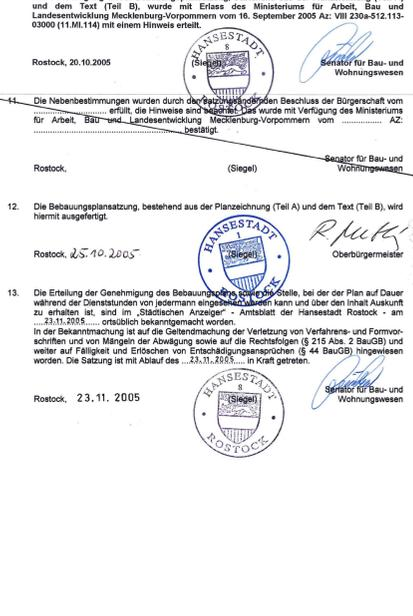 und dem Text (Teil B), wurde mit Erlass des Ministeriums für Arbeit, Bau und
Landesentwicklung Mecklenburg-Vorpommern vom 16. September 2005 Az: VIII 230a-512.113-
03000 (11.MI.114) mit einem Hinweis erteilt.
HANSESTADT
8
Rostock, 20.10.2005 (Siegel) Senator für Bau- und
Wohnungswesen
ROSTOCK
11. Die Nebenbestimmungen wurden durch den satzungsändernden Beschluss der Bürgerschaft vom
........................ erfüllt, die Hinweise sind beachtet. Das wurde mit Verfügung des Ministeriums
für Arbeit, Bau und Landesentwicklung Mecklenburg-Vorpommern vom .............. AZ:
.................................................. bestätigt.
Rostock, (Siegel) Senator für Bau- und
Wohnungswesen
12. Die Bebauungsplansatzung, bestehend aus der Planzeichnung (Teil A) und dem Text (Teil B), wird
hiermit ausgefertigt.
HANSESTADT
1
Rostock, 25.10.2005 (Siegel) Oberbürgermeister
ROSTOCK
13. Die Erteilung der Genehmigung des Bebauungsplans sowie die Stelle, bei der der Plan auf Dauer
während der Dienststunden von jedermann eingesehen werden kann und über den Inhalt Auskunft
zu erhalten ist, sind im „Städtischen Anzeiger" - Amtsblatt der Hansestadt Rostock - am
...23.11.2005.... ortsüblich bekanntgemacht worden.
In der Bekanntmachung ist auf die Geltendmachung der Verletzung von Verfahrens- und Formvor-
schriften und von Mängeln der Abwägung sowie auf die Rechtsfolgen (§ 215 Abs. 2 BauGB) und
weiter auf Fälligkeit und Erlöschen von Entschädigungsansprüchen (§ 44 BauGB) hingewiesen
worden. Die Satzung ist mit Ablauf des ...23.11.2005.... in Kraft getreten.
HANSESTADT
8
Rostock, 23.11.2005 (Siegel) Senator für Bau- und
Wohnungswesen
ROSTOCK